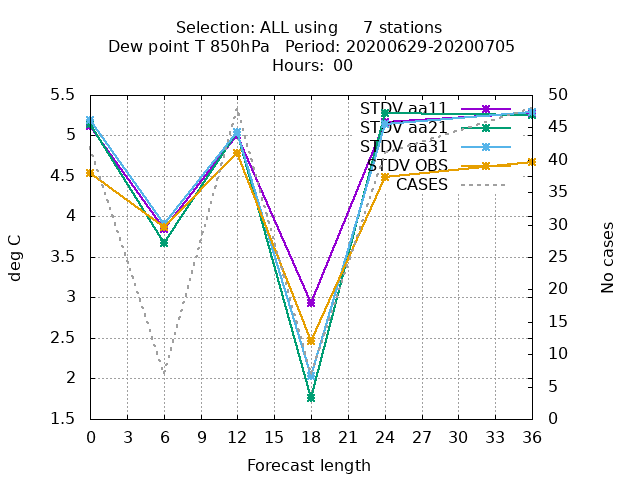 Selection: ALL using 7 stations
Dew point T 850hPa Period: 20200629-20200705
Hours: 00
5.5
5
4.5
4
3.5
3
2.5
2
1.5
50
45
40
35
30
25
20
15
10
5
0
STDV aa11
STDV aa21
STDV aa31
STDV OBS
CASES
deg C
No cases
0 3 6 9 12 15 18 21 24 27 30 33 36
Forecast length